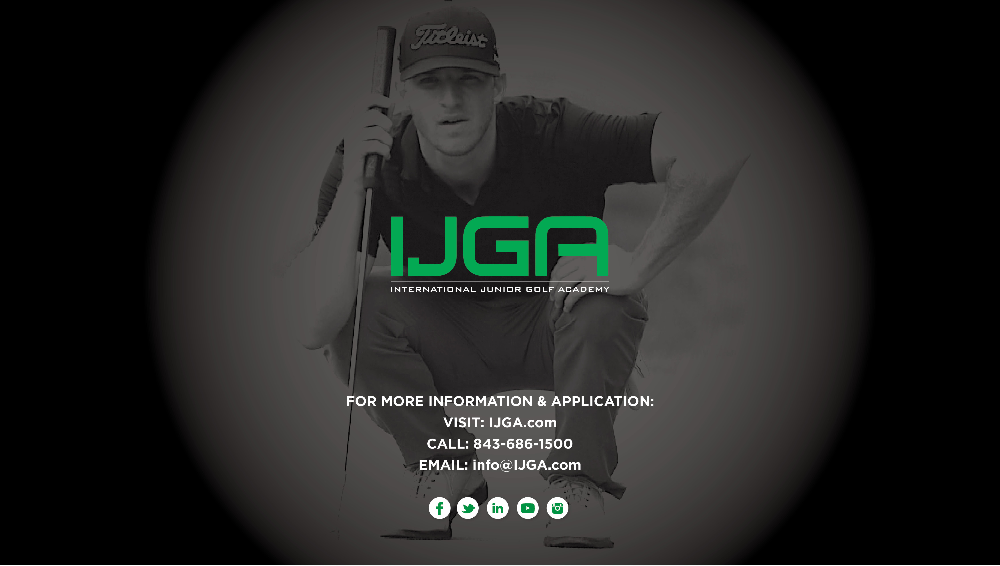 Titleist
IJGA
INTERNATIONAL JUNIOR GOLF ACADEMY
FOR MORE INFORMATION & APPLICATION:
VISIT: IJGA.com
CALL: 843-686-1500
EMAIL: info@IJGA.com